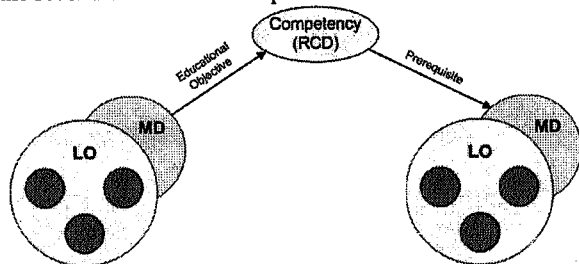 Competency
(RCD)
Educational
Objective
Prerequisite
MD
LO
MD
LO